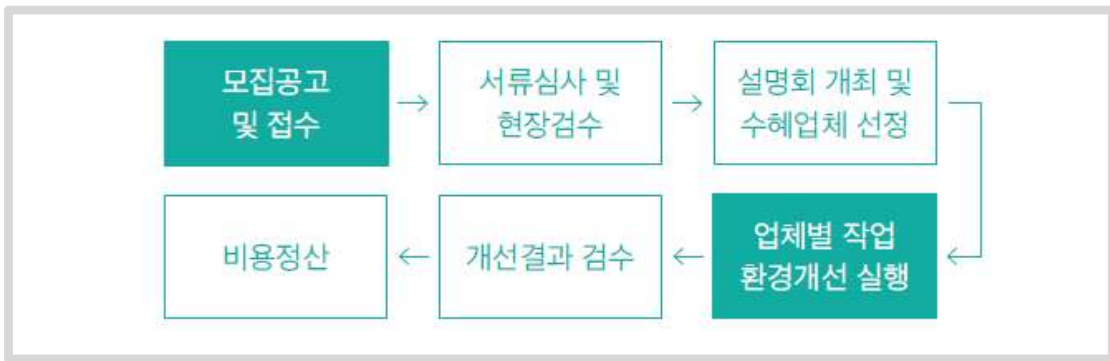 모집공고
및 접수
→
서류심사 및
현장검수
→
설명회 개최 및
수혜업체 선정
업체별 작업
환경개선 실행
←
개선결과 검수
←
비용정산